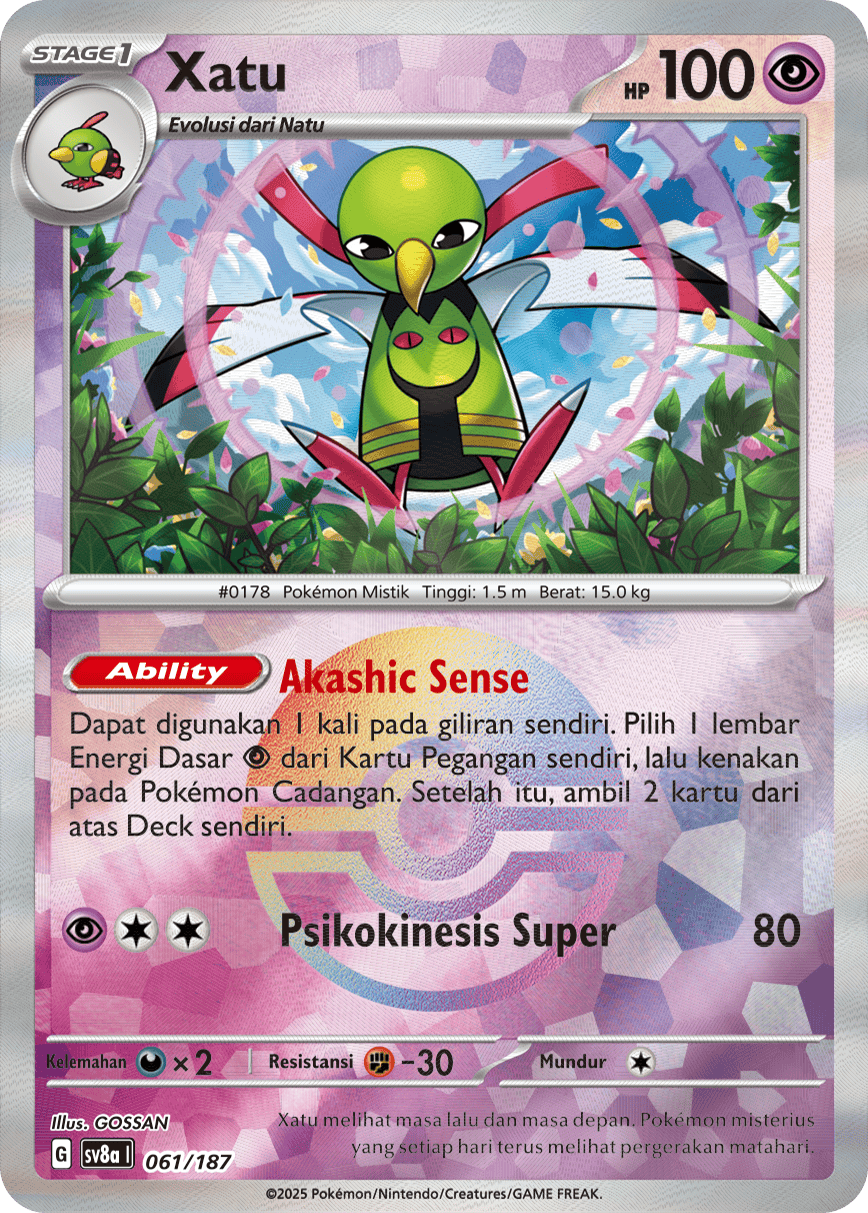 STAGE1
Xatu
HP 100
Evolusi dari Natu
#0178 Pokémon Mistik Tinggi: 1.5 m Berat: 15.0 kg
Ability Akashic Sense
Dapat digunakan 1 kali pada giliran sendiri. Pilih 1 lembar
Energi Dasar dari Kartu Pegangan sendiri, lalu kenakan
pada Pokémon Cadangan. Setelah itu, ambil 2 kartu dari
atas Deck sendiri.
Psikokinesis Super 80
Kelemahan ×2 Resistansi -30 Mundur
Illus. GOSSAN
Xatu melihat masa lalu dan masa depan. Pokémon misterius
yang setiap hari terus melihat pergerakan matahari.
G sv8a I 061/187
©2025 Pokémon/Nintendo/Creatures/GAME FREAK.